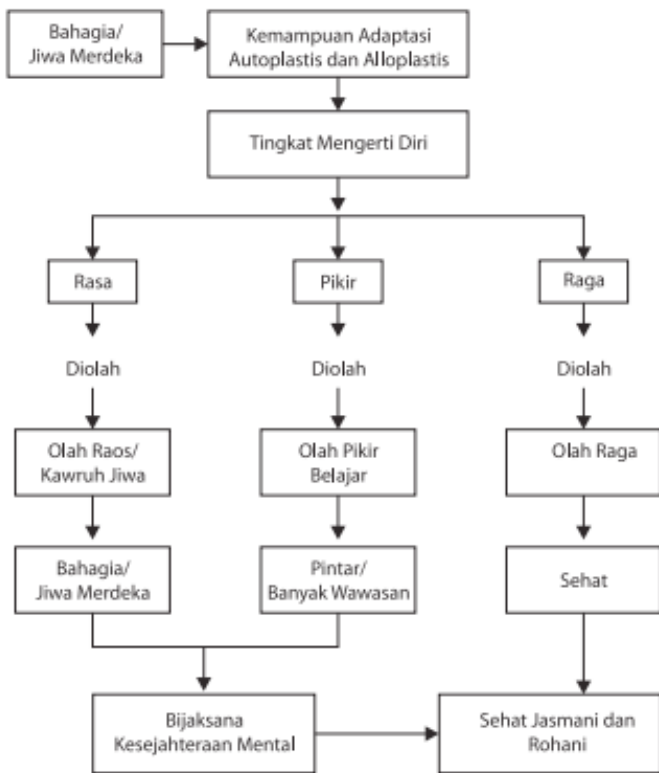 Bahagia/
Jiwa Merdeka
Kemampuan Adaptasi
Autoplastis dan Alloplastis
Tingkat Mengerti Diri
Rasa
Pikir
Raga
Diolah
Diolah
Diolah
Olah Raos/
Kawruh Jiwa
Olah Pikir
Belajar
Olah Raga
Bahagia/
Jiwa Merdeka
Pintar/
Banyak Wawasan
Sehat
Bijaksana
Kesejahteraan Mental
Sehat Jasmani dan
Rohani